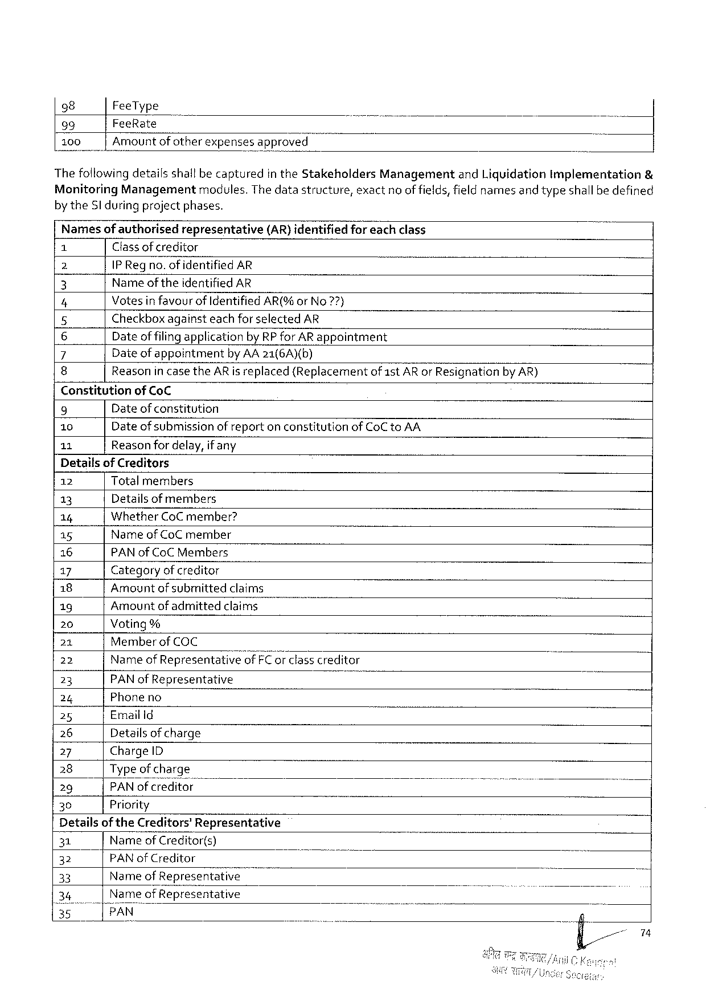 98 FeeType
99 FeeRate
100 Amount of other expenses approved
The following details shall be captured in the Stakeholders Management and Liquidation Implementation &
Monitoring Management modules. The data structure, exact no of fields, field names and type shall be defined
by the SI during project phases.
Names of authorised representative (AR) identified for each class
1 Class of creditor
2 IP Reg no. of identified AR
3 Name of the identified AR
4 Votes in favour of Identified AR(% or No ??)
5 Checkbox against each for selected AR
6 Date of filing application by RP for AR appointment
7 Date of appointment by AA 21(6A)(b)
8 Reason in case the AR is replaced (Replacement of 1st AR or Resignation by AR)
Constitution of CoC
9 Date of constitution
10 Date of submission of report on constitution of CoC to AA
11 Reason for delay, if any
Details of Creditors
12 Total members
13 Details of members
14 Whether CoC member?
15 Name of CoC member
16 PAN of CoC Members
17 Category of creditor
18 Amount of submitted claims
19 Amount of admitted claims
20 Voting %
21 Member of COC
22 Name of Representative of FC or class creditor
23 PAN of Representative
24 Phone no
25 Email Id
26 Details of charge
27 Charge ID
28 Type of charge
29 PAN of creditor
30 Priority
Details of the Creditors' Representative
31 Name of Creditor(s)
32 PAN of Creditor
33 Name of Representative
34 Name of Representative
35 PAN
74
अनिल चन्द्र /Anil C
अवर /Under Secretary